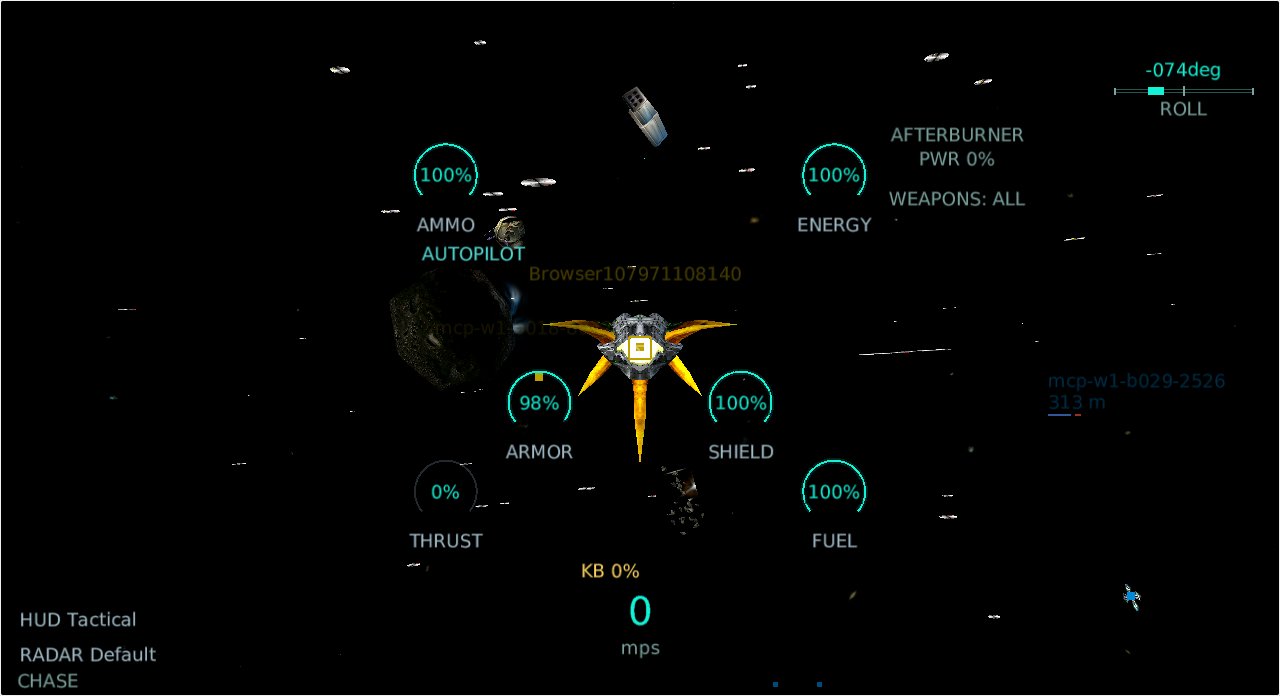 -074deg
ROLL
AFTERBURNER
PWR 0%
WEAPONS: ALL
100%
AMMO
100%
ENERGY
AUTOPILOT
Browser107971108140
mcp-w1-b029-2526
313 m
98%
ARMOR
100%
SHIELD
0%
THRUST
100%
FUEL
KB 0%
0
mps
HUD Tactical
RADAR Default
CHASE